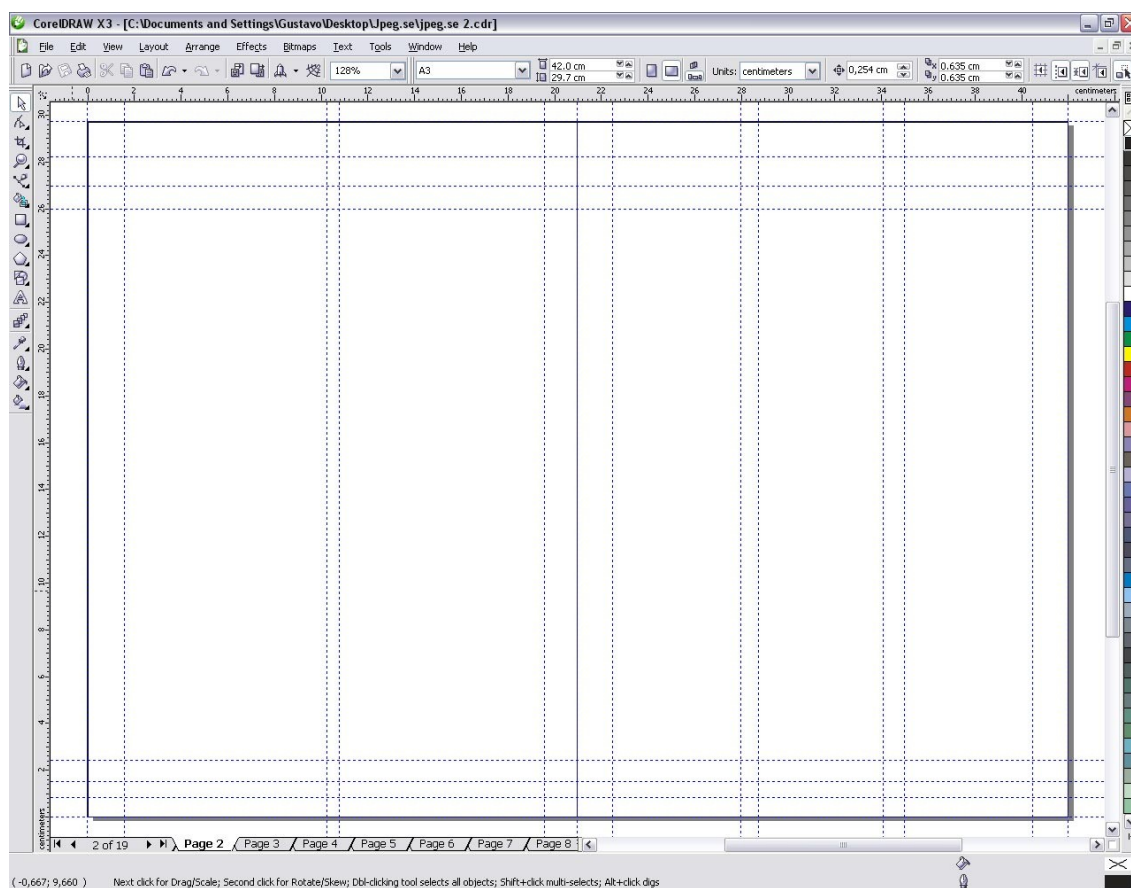 CorelDRAW X3 - [C:\Documents and Settings\Gustavo\Desktop\Jpeg.se\jpeg.se 2.cdr]
File Edit View Layout Arrange Effects Bitmaps Text Tools Window Help
128% A3 42.0 cm 29.7 cm Units: centimeters 0,254 cm x 0.635 cm y 0.635 cm
0 2 4 6 8 10 12 14 16 18 20 22 24 26 28 30 32 34 36 38 40 centimeters
30
28
26
24
22
20
18
16
14
12
10
8
6
4
2
centimeters
2 of 19 Page 2 Page 3 Page 4 Page 5 Page 6 Page 7 Page 8
( -0,667; 9,660 ) Next click for Drag/Scale; Second click for Rotate/Skew; Dbl-clicking tool selects all objects; Shift+click multi-selects; Alt+click digs